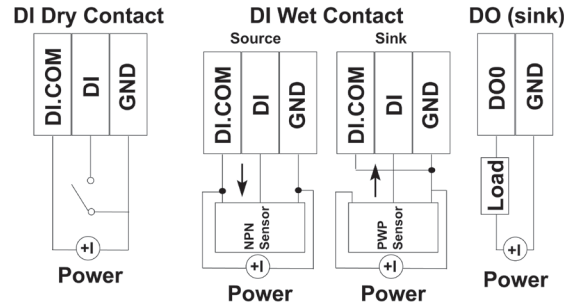 DI Dry Contact
DI Wet Contact
DO (sink)
Source
Sink
DI.COM
DI
GND
DI.COM
DI
GND
DI.COM
DI
GND
DO0
GND
Load
NPN
Sensor
PWP
Sensor
+I
+I
+I
+I
Power
Power
Power
Power